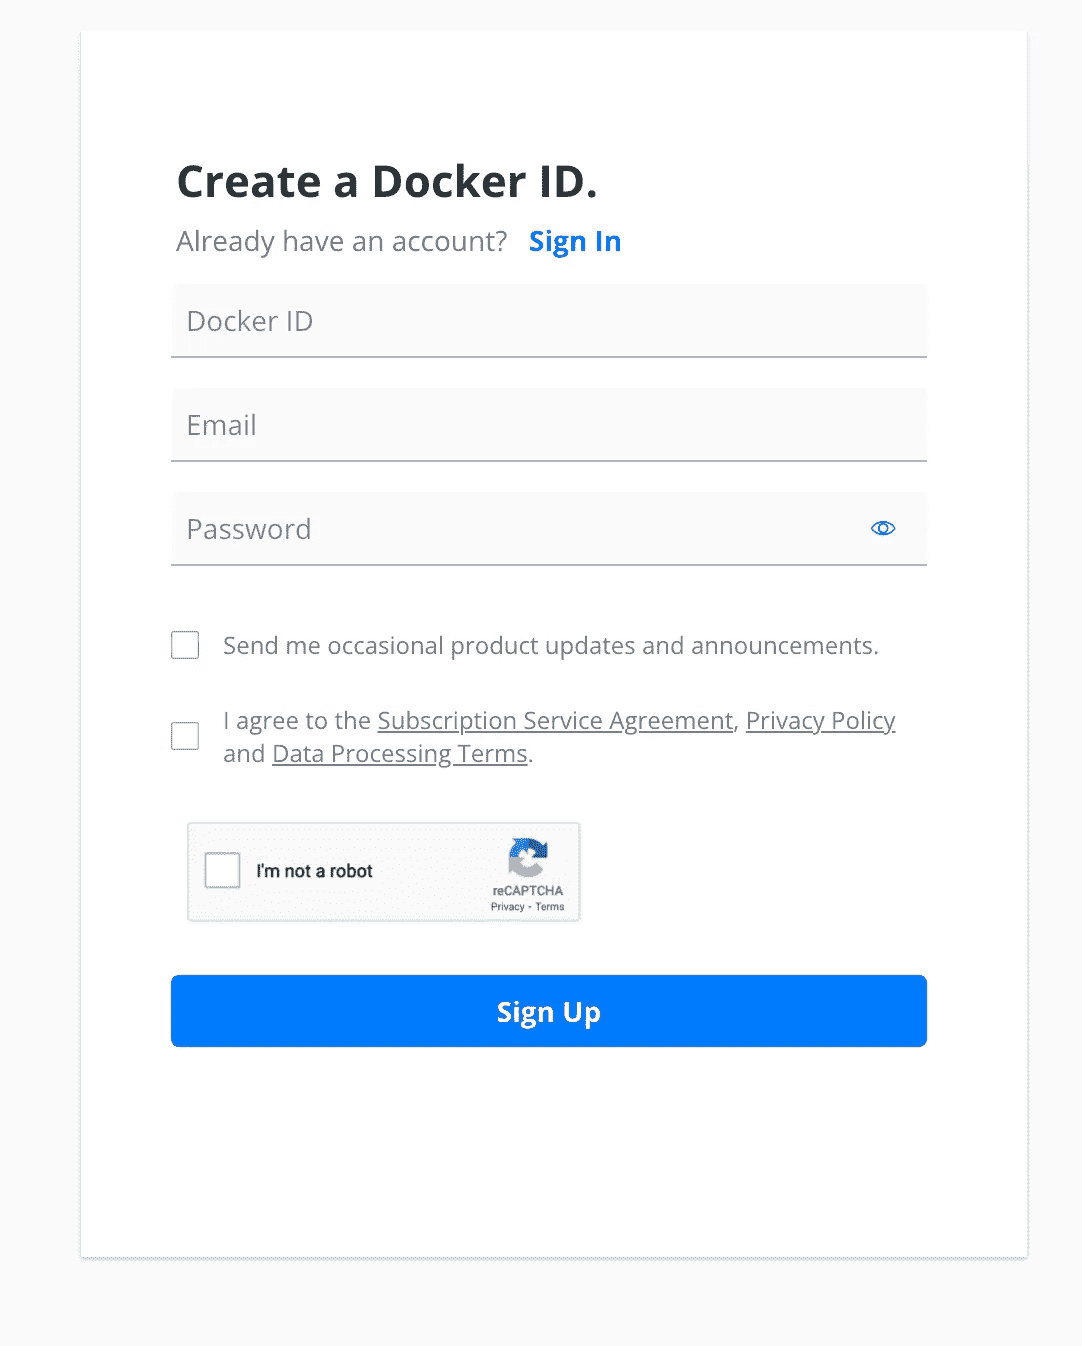 Create a Docker ID.
Already have an account? Sign In
Docker ID
Email
Password
Send me occasional product updates and announcements.
I agree to the Subscription Service Agreement, Privacy Policy
and Data Processing Terms.
I'm not a robot
reCAPTCHA
Privacy - Terms
Sign Up